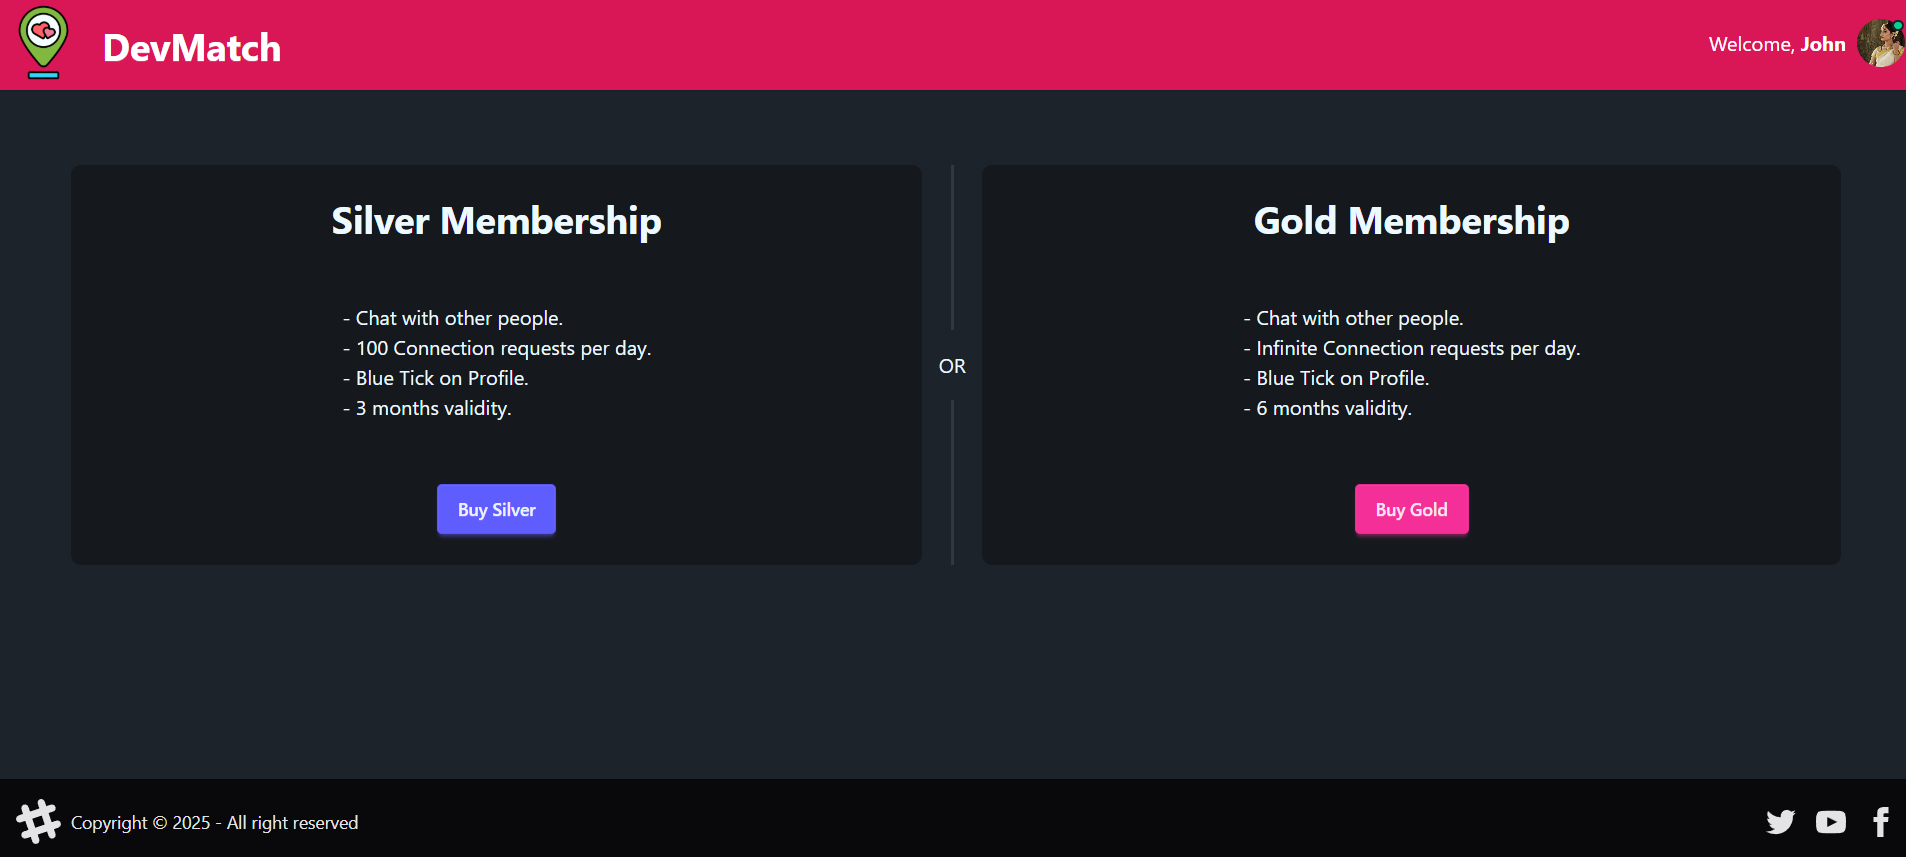 DevMatch
Welcome, John
Silver Membership
- Chat with other people.
- 100 Connection requests per day.
- Blue Tick on Profile.
- 3 months validity.
Buy Silver
OR
Gold Membership
- Chat with other people.
- Infinite Connection requests per day.
- Blue Tick on Profile.
- 6 months validity.
Buy Gold
Copyright © 2025 - All right reserved